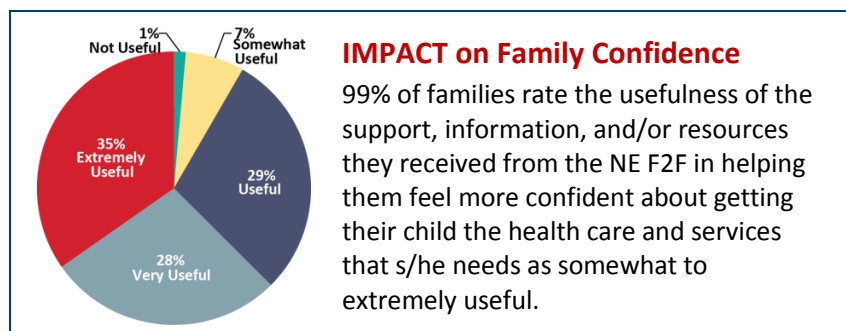 1%
Not Useful
7%
Somewhat
Useful
35%
Extremely
Useful
29%
Useful
28%
Very Useful
IMPACT on Family Confidence
99% of families rate the usefulness of the
support, information, and/or resources
they received from the NE F2F in helping
them feel more confident about getting
their child the health care and services
that s/he needs as somewhat to
extremely useful.